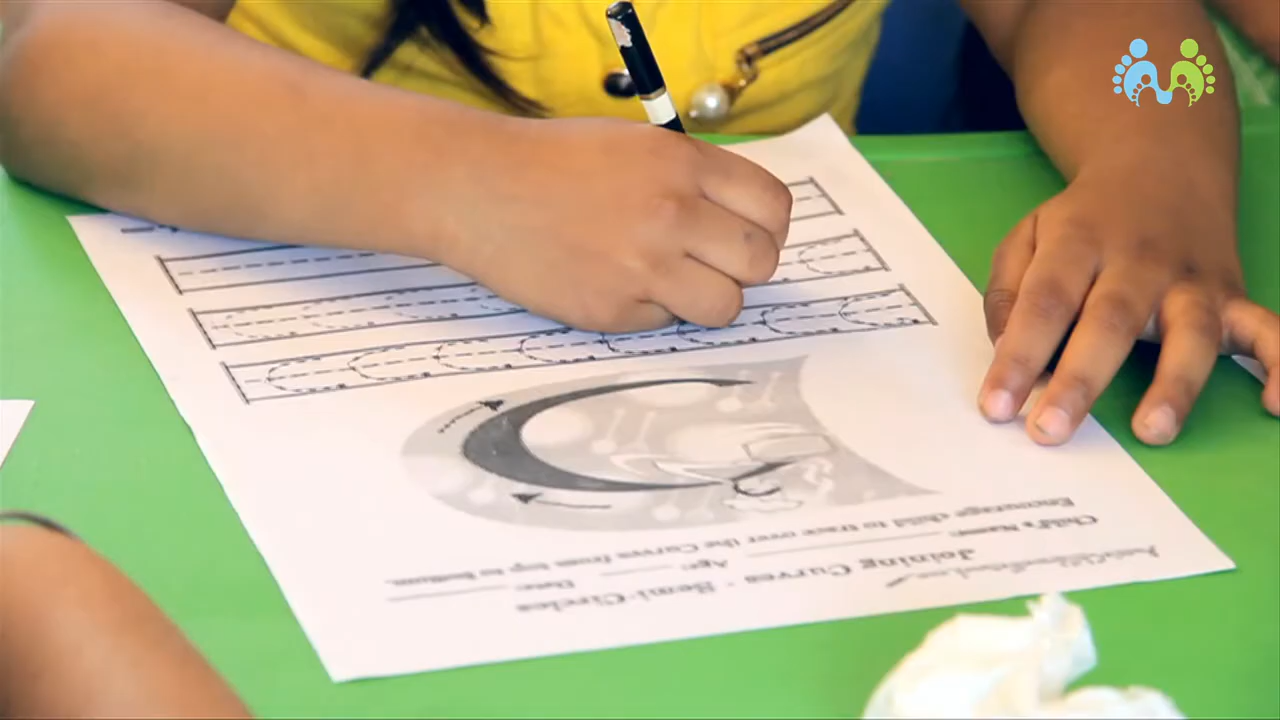 Joining Curves - Semi-Circles
Child's Name: Age: Date:
Encourage child to trace over the Curves from top to bottom.